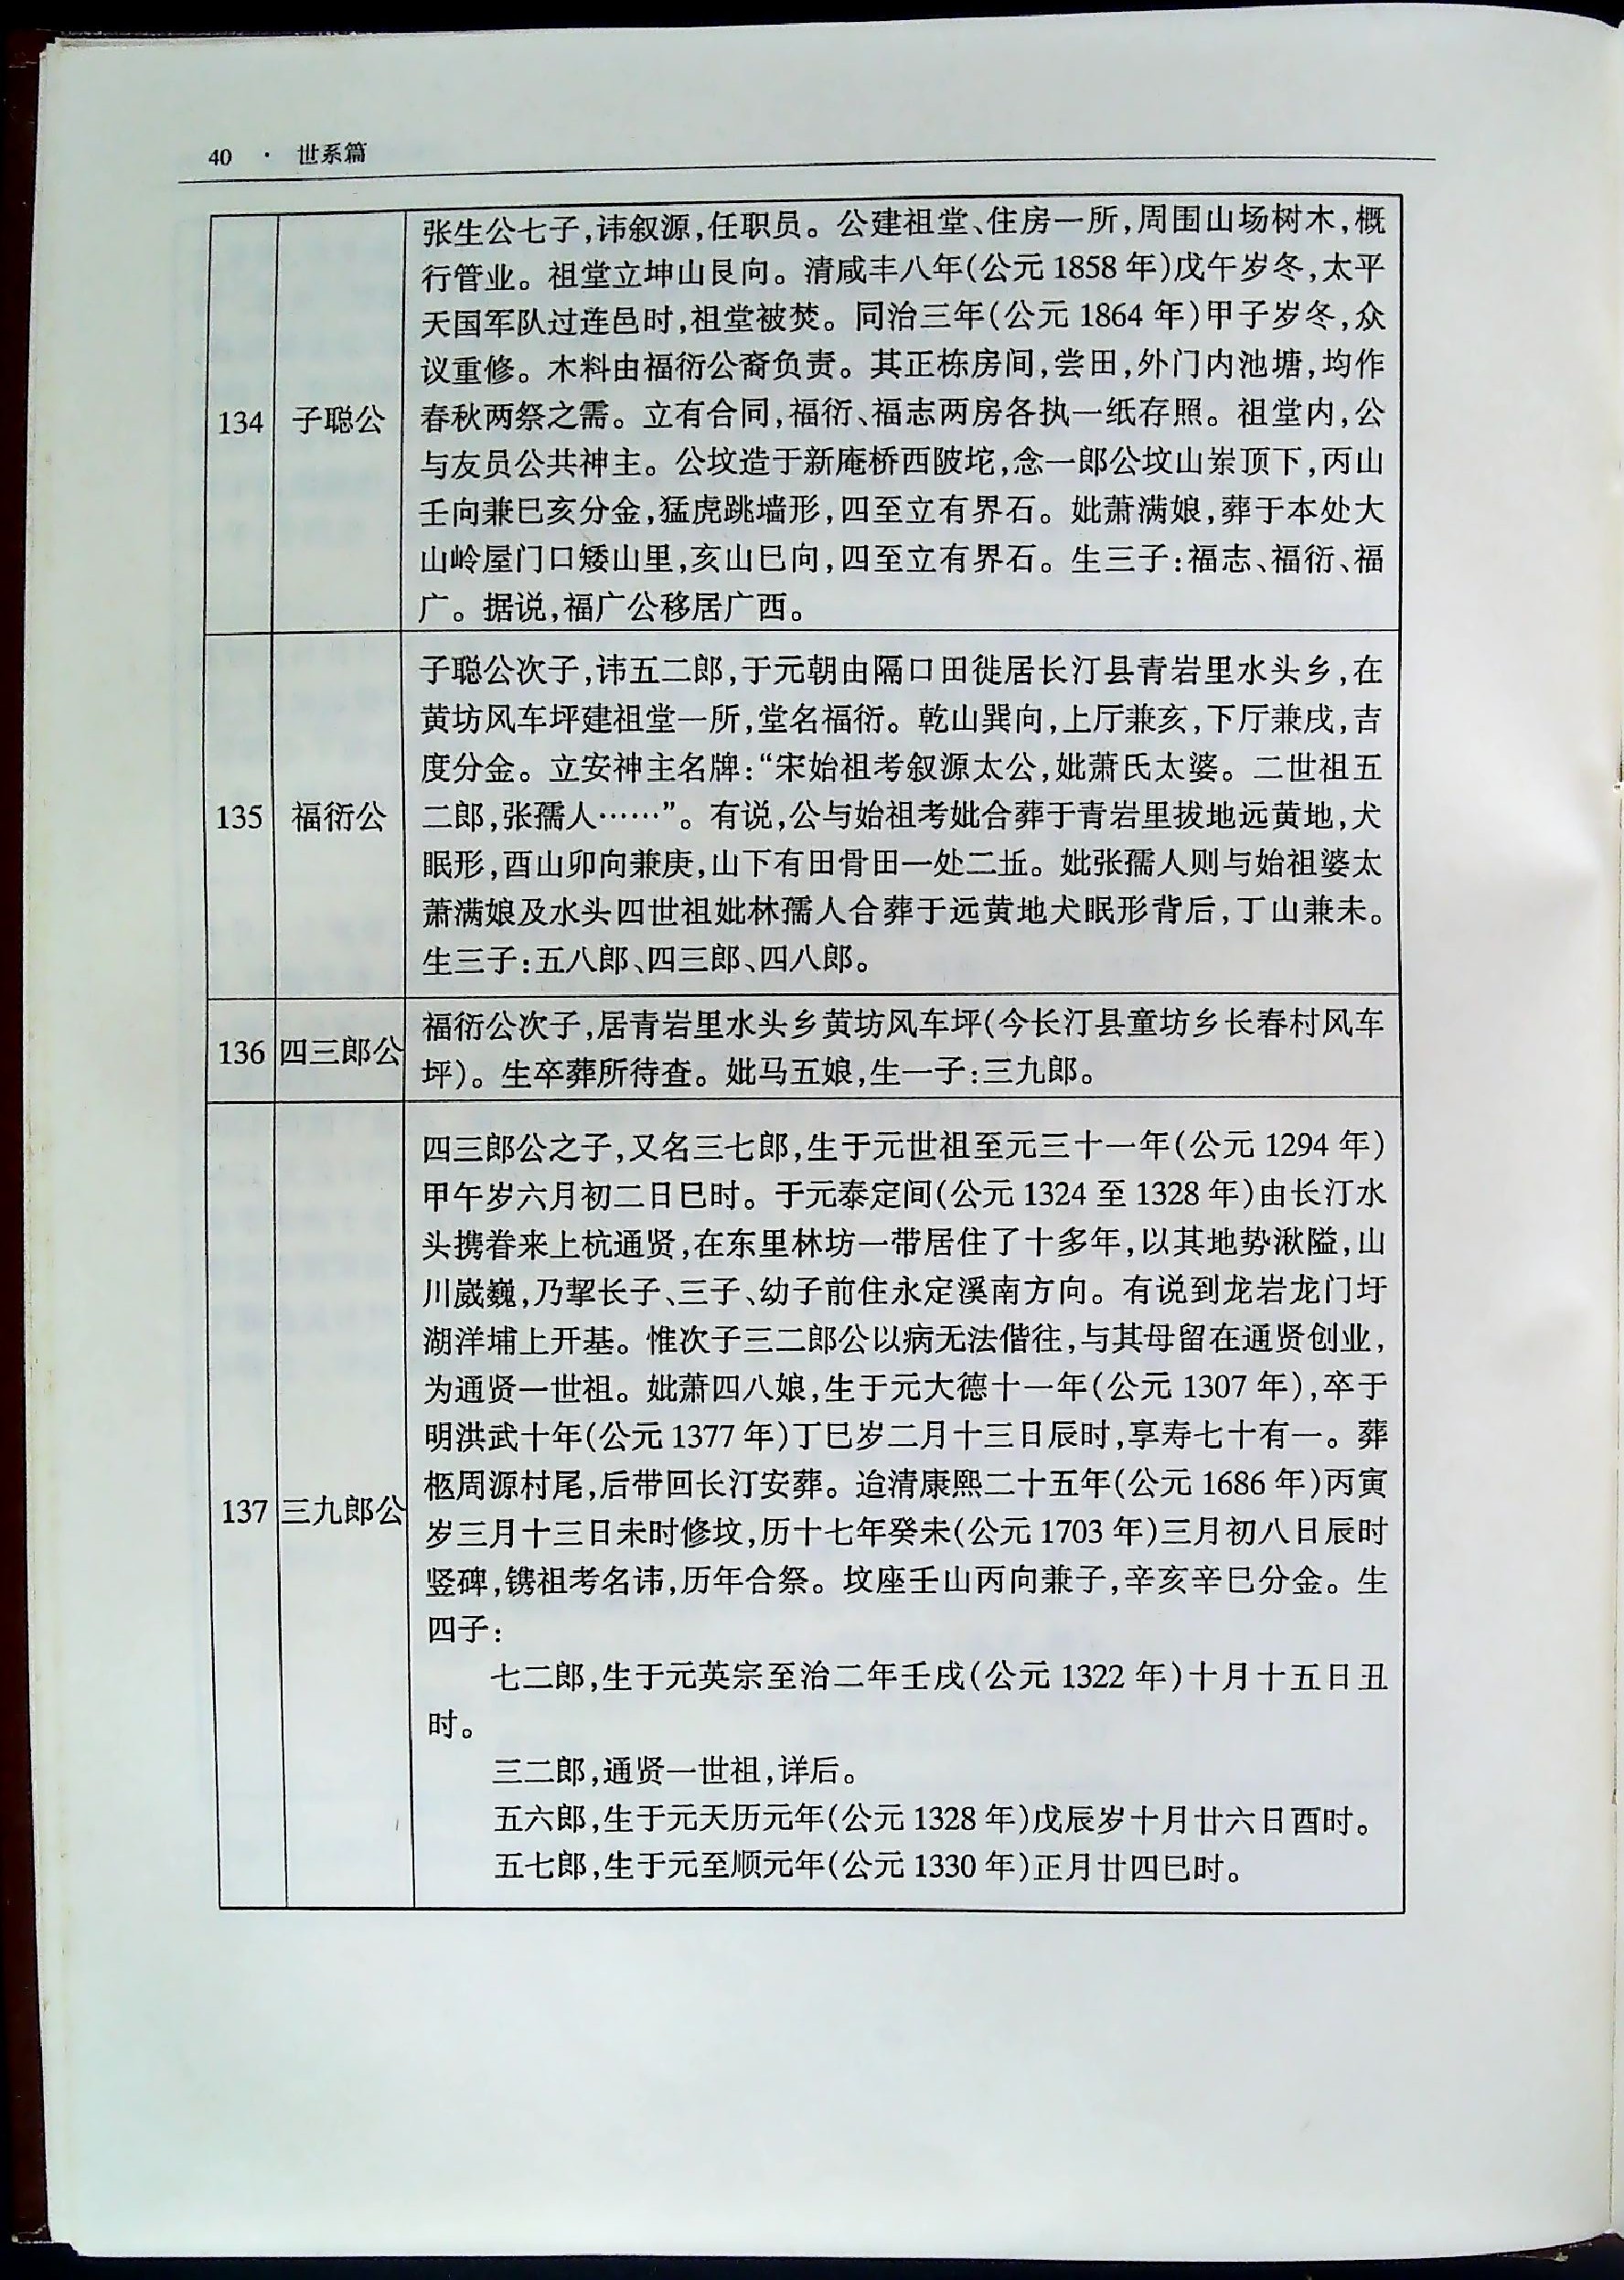 40 · 世系篇
134
子聪公
张生公七子,讳叙源,任职员。公建祖堂、住房一所,周围山场树木,概
行管业。祖堂立坤山艮向。清咸丰八年(公元1858年)戊午岁冬,太平
天国军队过连邑时,祖堂被焚。同治三年(公元1864年)甲子岁冬,众
议重修。木料由福衍公裔负责。其正栋房间,尝田,外门内池塘,均作
春秋两祭之需。立有合同,福衍、福志两房各执一纸存照。祖堂内,公
与友员公共神主。公坟造于新庵桥西陂坨,念一郎公坟山岽顶下,丙山
壬向兼巳亥分金,猛虎跳墙形,四至立有界石。妣萧满娘,葬于本处大
山岭屋门口矮山里,亥山巳向,四至立有界石。生三子:福志、福衍、福
广。据说,福广公移居广西。
135
福衍公
子聪公次子,讳五二郎,于元朝由隔口田徙居长汀县青岩里水头乡,在
黄坊风车坪建祖堂一所,堂名福衍。乾山巽向,上厅兼亥,下厅兼戌,吉
度分金。立安神主名牌:“宋始祖考叙源太公,妣萧氏太婆。二世祖五
二郎,张孺人……”。有说,公与始祖考妣合葬于青岩里拔地远黄地,犬
眠形,酉山卯向兼庚,山下有田骨田一处二坵。妣张孺人则与始祖婆太
萧满娘及水头四世祖妣林孺人合葬于远黄地犬眠形背后,丁山兼未。
生三子:五八郎、四三郎、四八郎。
136
四三郎公
福衍公次子,居青岩里水头乡黄坊风车坪(今长汀县童坊乡长春村风车
坪)。生卒葬所待查。妣马五娘,生一子:三九郎。
137
三九郎公
四三郎公之子,又名三七郎,生于元世祖至元三十一年(公元1294年)
甲午岁六月初二日巳时。于元泰定间(公元1324至1328年)由长汀水
头携眷来上杭通贤,在东里林坊一带居住了十多年,以其地势湫隘,山
川崴巍,乃挈长子、三子、幼子前住永定溪南方向。有说到龙岩龙门圩
湖洋埔上开基。惟次子三二郎公以病无法偕往,与其母留在通贤创业,
为通贤一世祖。妣萧四八娘,生于元大德十一年(公元1307年),卒于
明洪武十年(公元1377年)丁巳岁二月十三日辰时,享寿七十有一。葬
柩周源村尾,后带回长汀安葬。迨清康熙二十五年(公元1686年)丙寅
岁三月十三日未时修坟,历十七年癸未(公元1703年)三月初八日辰时
竖碑,镌祖考名讳,历年合祭。坟座壬山丙向兼子,辛亥辛巳分金。生
四子:
七二郎,生于元英宗至治二年壬戌(公元1322年)十月十五日丑
时。
三二郎,通贤一世祖,详后。
五六郎,生于元天历元年(公元1328年)戊辰岁十月廿六日酉时。
五七郎,生于元至顺元年(公元1330年)正月廿四巳时。